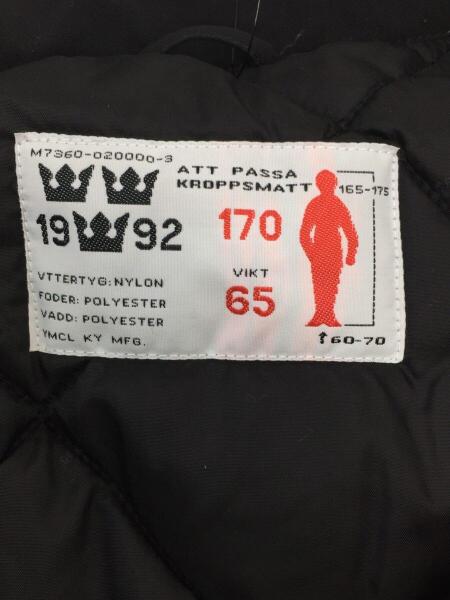 M7360-020000-3
ATT PASSA
KROPPSMATT
165-175
19 92
170
VIKT
65
YTTERTYG: NYLON
FODER: POLYESTER
VADD: POLYESTER
YMCL KY MFG.
↑60-70